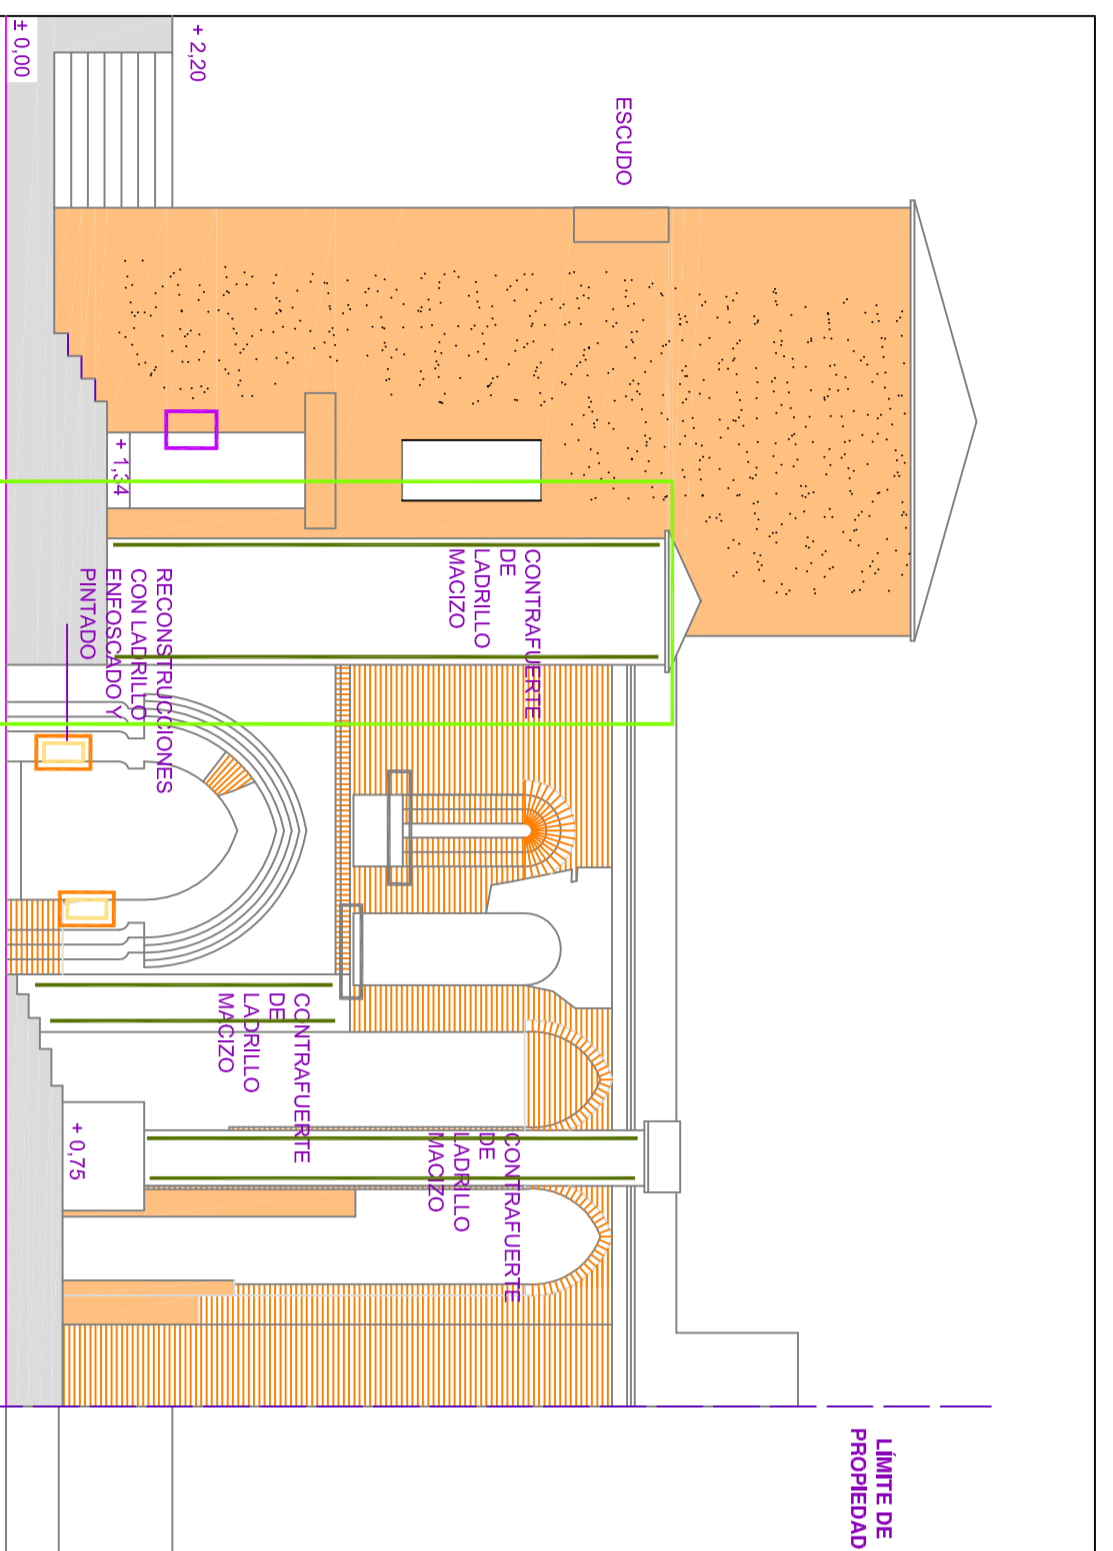 ± 0,00
+ 2,20
ESCUDO
+ 1,34
CONTRAFUERTE
DE
LADRILLO
MACIZO
RECONSTRUCCIONES
CON LADRILLO
ENFOSCADO Y
PINTADO
CONTRAFUERTE
DE
LADRILLO
MACIZO
+ 0,75
CONTRAFUERTE
DE
LADRILLO
MACIZO
LÍMITE DE
PROPIEDAD